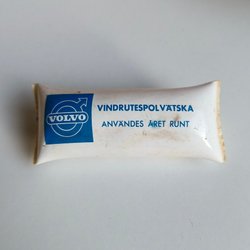 VOLVO
VINDRUTESPOLVÄTSKA
ANVÄNDES ÅRET RUNT